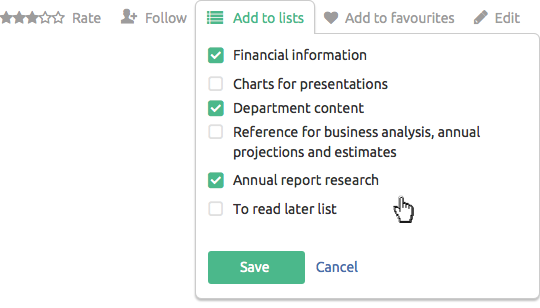 Rate Follow Add to lists Add to favourites Edit
Financial information
Charts for presentations
Department content
Reference for business analysis, annual
projections and estimates
Annual report research
To read later list
Save Cancel